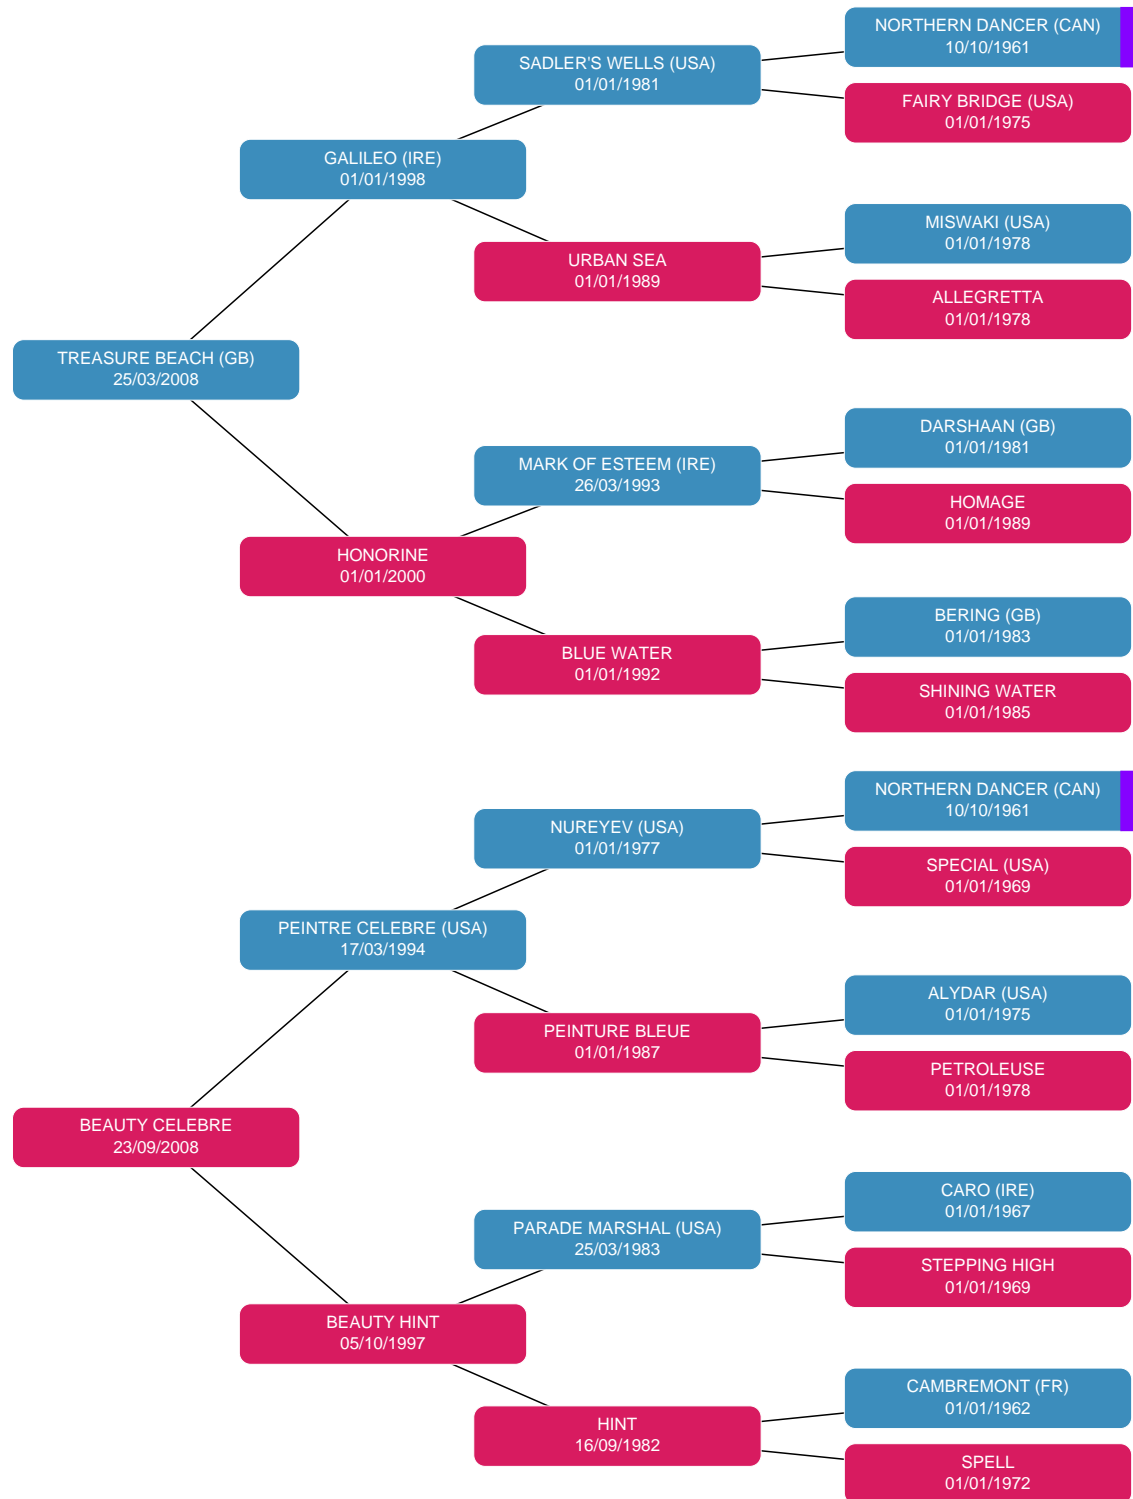 NORTHERN DANCER (CAN)
10/10/1961
SADLER'S WELLS (USA)
01/01/1981
FAIRY BRIDGE (USA)
01/01/1975
GALILEO (IRE)
01/01/1998
MISWAKI (USA)
01/01/1978
URBAN SEA
01/01/1989
ALLEGRETTA
01/01/1978
TREASURE BEACH (GB)
25/03/2008
DARSHAAN (GB)
01/01/1981
MARK OF ESTEEM (IRE)
26/03/1993
HOMAGE
01/01/1989
HONORINE
01/01/2000
BERING (GB)
01/01/1983
BLUE WATER
01/01/1992
SHINING WATER
01/01/1985
NORTHERN DANCER (CAN)
10/10/1961
NUREYEV (USA)
01/01/1977
SPECIAL (USA)
01/01/1969
PEINTRE CELEBRE (USA)
17/03/1994
ALYDAR (USA)
01/01/1975
PEINTURE BLEUE
01/01/1987
PETROLEUSE
01/01/1978
BEAUTY CELEBRE
23/09/2008
CARO (IRE)
01/01/1967
PARADE MARSHAL (USA)
25/03/1983
STEPPING HIGH
01/01/1969
BEAUTY HINT
05/10/1997
CAMBREMONT (FR)
01/01/1962
HINT
16/09/1982
SPELL
01/01/1972